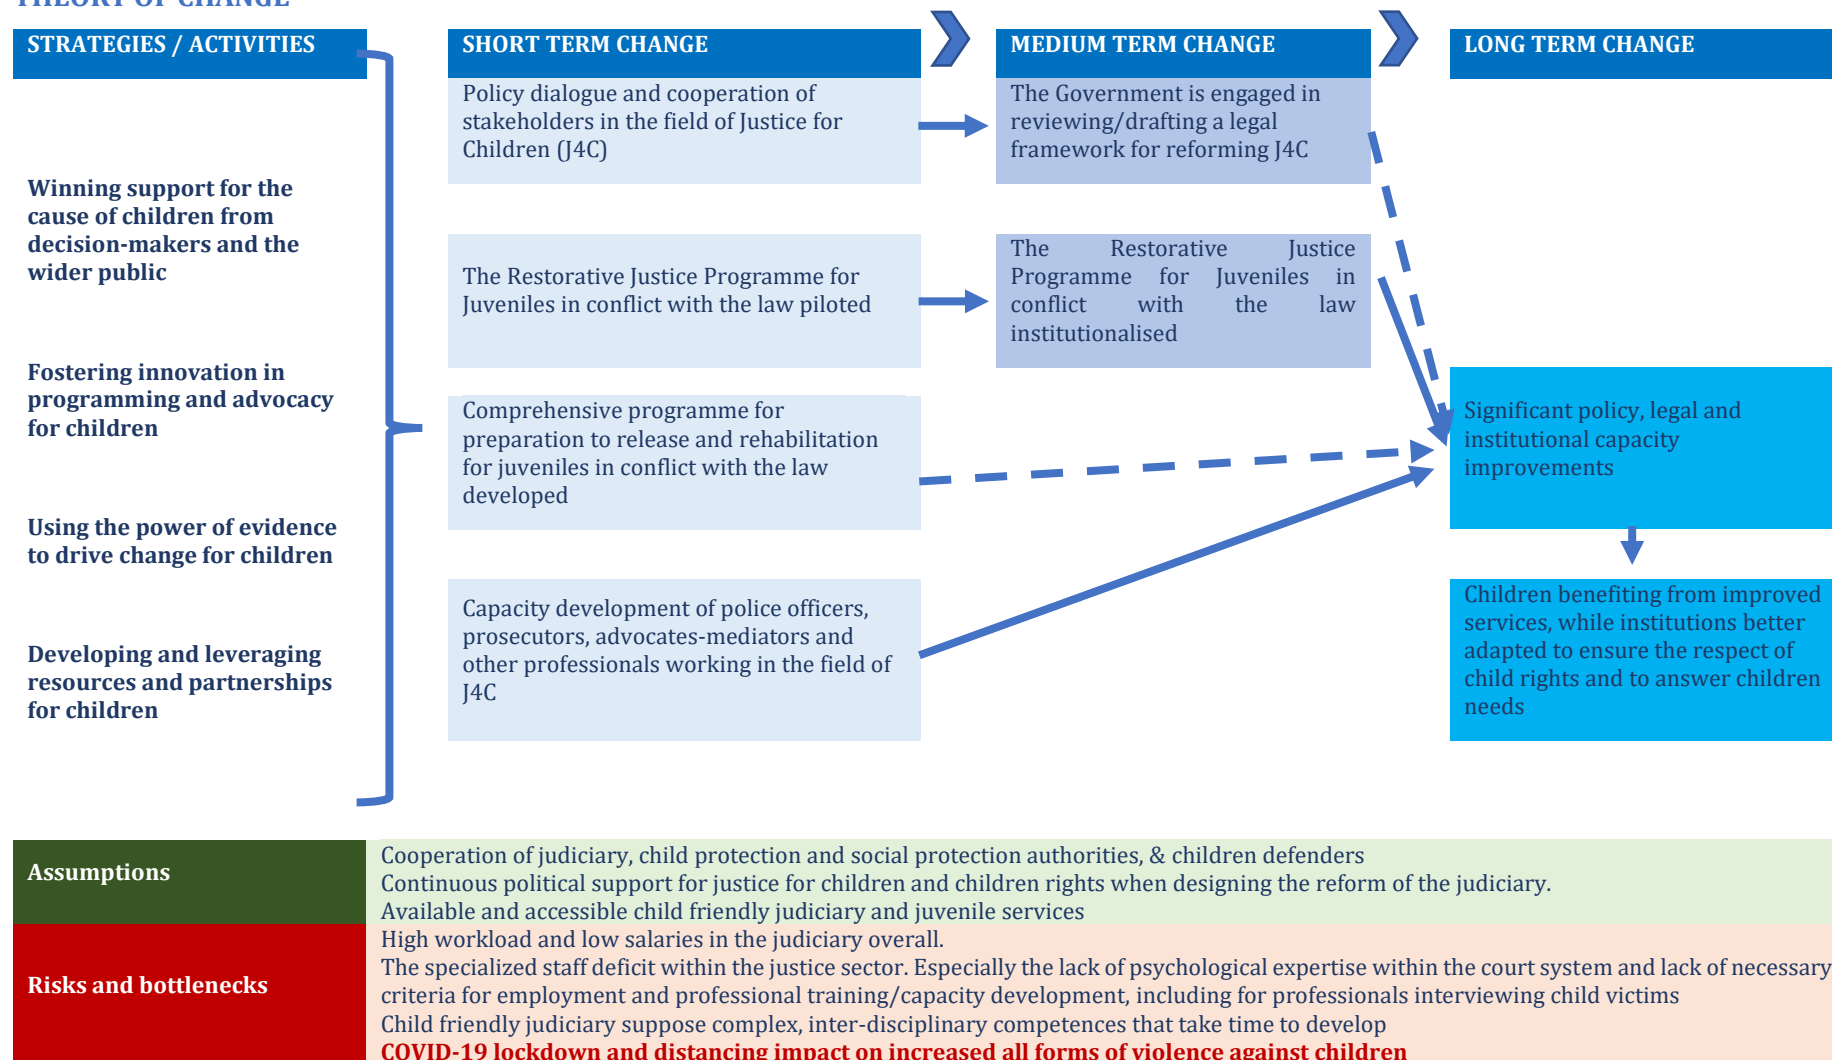 THEORY OF CHANGE
STRATEGIES / ACTIVITIES
Winning support for the
cause of children from
decision-makers and the
wider public
Fostering innovation in
programming and advocacy
for children
Using the power of evidence
to drive change for children
Developing and leveraging
resources and partnerships
for children
SHORT TERM CHANGE
Policy dialogue and cooperation of
stakeholders in the field of Justice for
Children (J4C)
The Restorative Justice Programme for
Juveniles in conflict with the law piloted
Comprehensive programme for
preparation to release and rehabilitation
for juveniles in conflict with the law
developed
Capacity development of police officers,
prosecutors, advocates-mediators and
other professionals working in the field of
J4C
MEDIUM TERM CHANGE
The Government is engaged in
reviewing/drafting a legal
framework for reforming J4C
The Restorative Justice
Programme for Juveniles in
conflict with the law
institutionalised
LONG TERM CHANGE
Significant policy, legal and
institutional capacity
improvements
Children benefiting from improved
services, while institutions better
adapted to ensure the respect of
child rights and to answer children
needs
Assumptions
Cooperation of judiciary, child protection and social protection authorities, & children defenders
Continuous political support for justice for children and children rights when designing the reform of the judiciary.
Available and accessible child friendly judiciary and juvenile services
Risks and bottlenecks
High workload and low salaries in the judiciary overall.
The specialized staff deficit within the justice sector. Especially the lack of psychological expertise within the court system and lack of necessary
criteria for employment and professional training/capacity development, including for professionals interviewing child victims
Child friendly judiciary suppose complex, inter-disciplinary competences that take time to develop
COVID-19 lockdown and distancing impact on increased all forms of violence against children